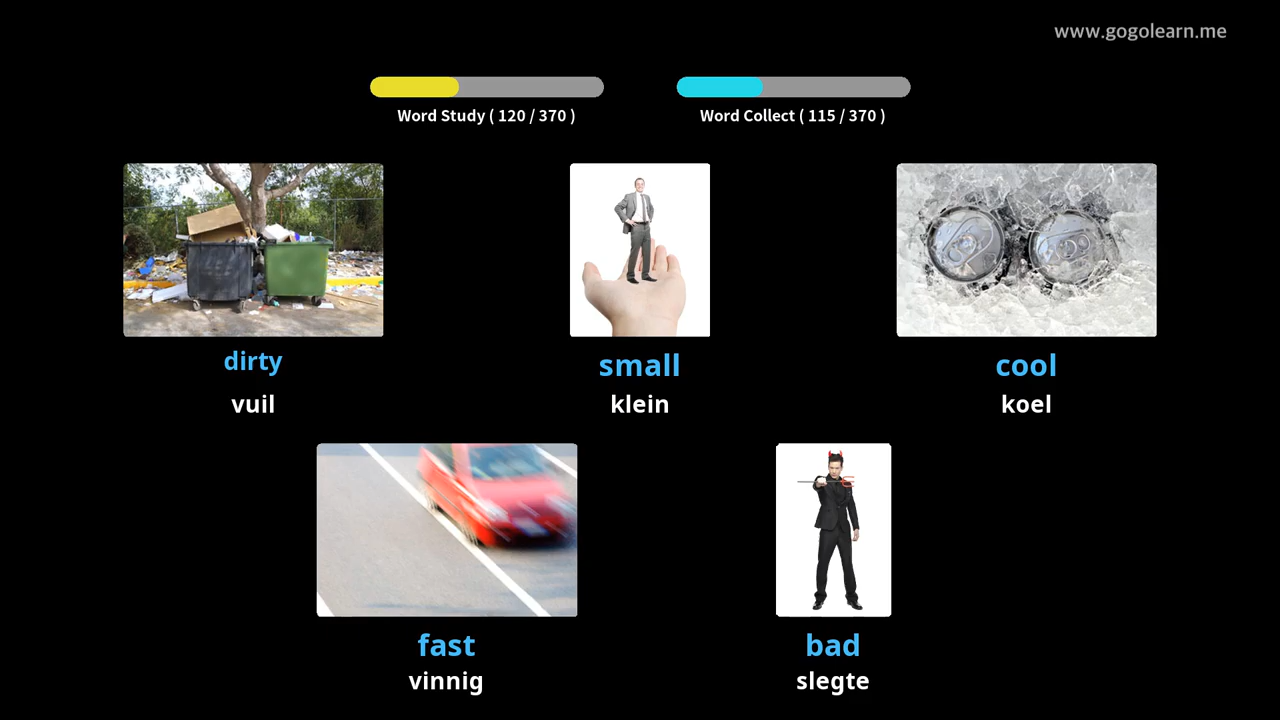 www.gogolearn.me
Word Study ( 120 / 370 )
Word Collect ( 115 / 370 )
dirty
vuil
small
klein
cool
koel
fast
vinnig
bad
slegte